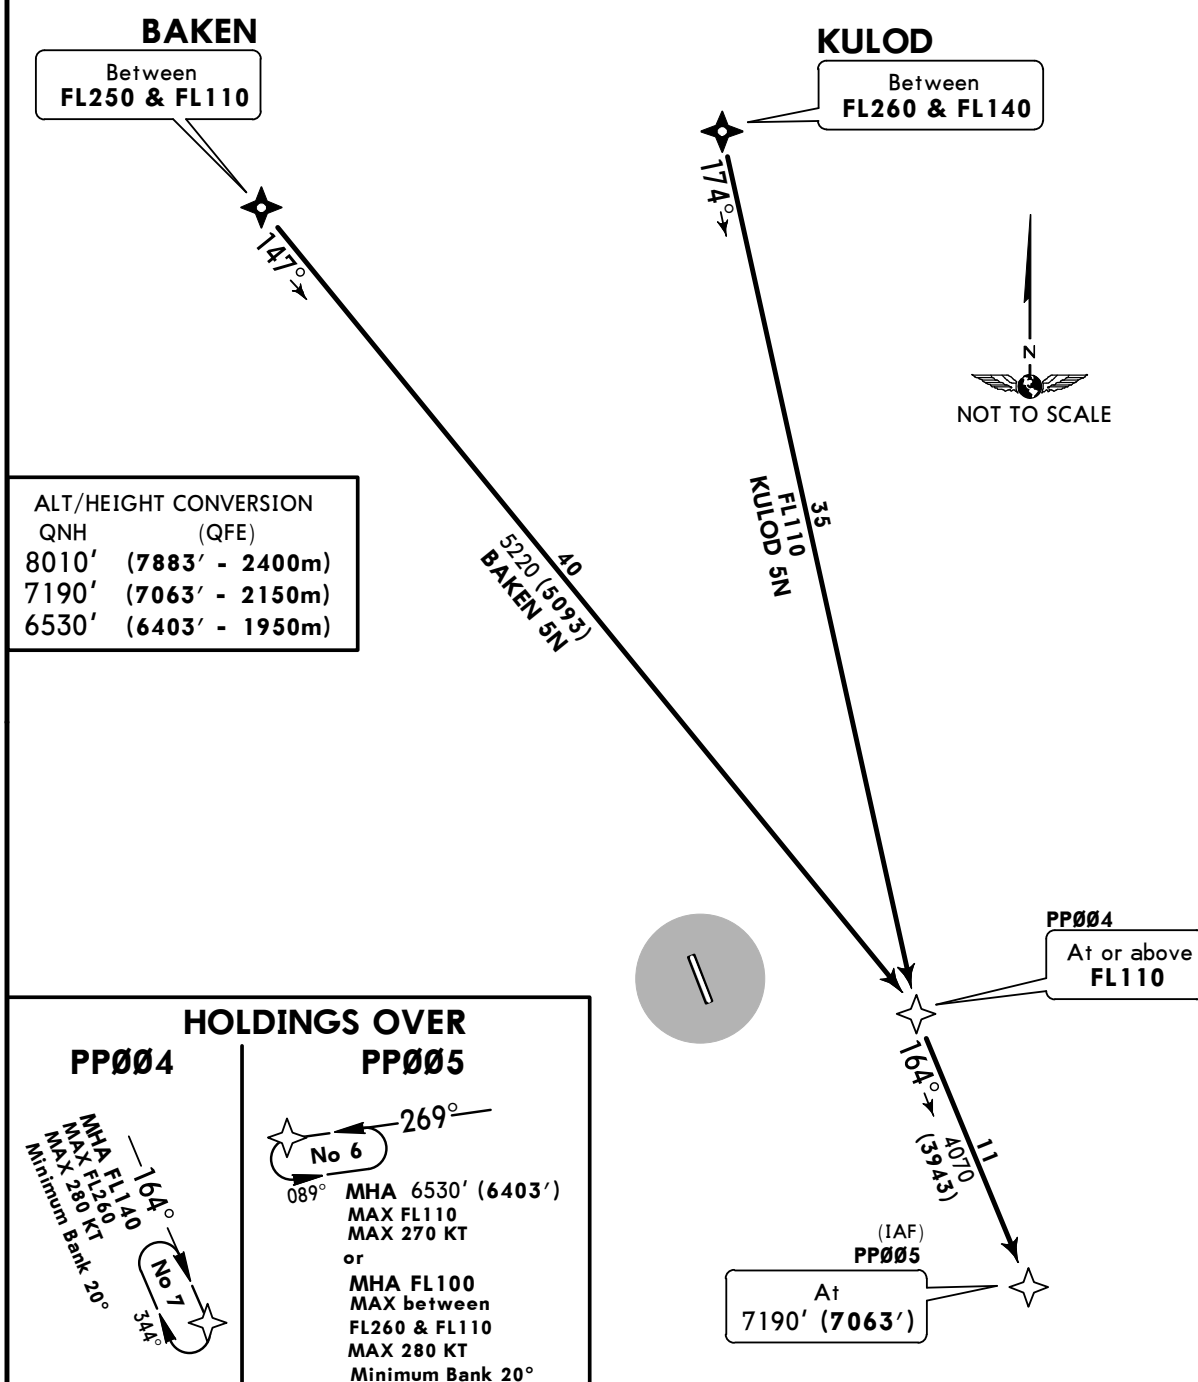 BAKEN
Between
FL250 & FL110
KULOD
Between
FL260 & FL140
147°
174°
N
NOT TO SCALE
ALT/HEIGHT CONVERSION
QNH (QFE)
8010' (7883' - 2400m)
7190' (7063' - 2150m)
6530' (6403' - 1950m)
40
5220 (5093)
BAKEN 5N
35
FL110
KULOD 5N
PPØØ4
At or above
FL110
164°
11
4070
(3943)
(IAF)
PPØØ5
At
7190' (7063')
HOLDINGS OVER
PPØØ4
MHA FL140
MAX FL260
MAX 280 KT
Minimum Bank 20°
164°
No 7
344°
PPØØ5
269°
No 6
089°
MHA 6530' (6403')
MAX FL110
MAX 270 KT
or
MHA FL100
MAX between
FL260 & FL110
MAX 280 KT
Minimum Bank 20°